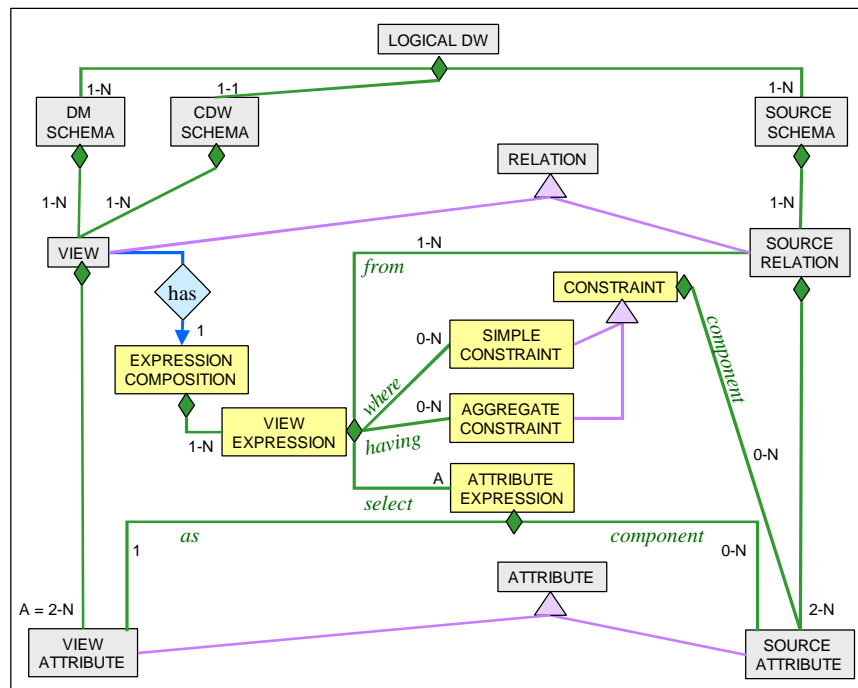 LOGICAL DW
1-N
1-1
1-N
DM
SCHEMA
CDW
SCHEMA
SOURCE
SCHEMA
RELATION
1-N
1-N
1-N
VIEW
1-N
SOURCE
RELATION
from
has
CONSTRAINT
1
0-N
SIMPLE
CONSTRAINT
component
EXPRESSION
COMPOSITION
where
0-N
AGGREGATE
CONSTRAINT
VIEW
EXPRESSION
1-N
having
0-N
A
ATTRIBUTE
EXPRESSION
select
1
as
component
0-N
ATTRIBUTE
A = 2-N
2-N
VIEW
ATTRIBUTE
SOURCE
ATTRIBUTE